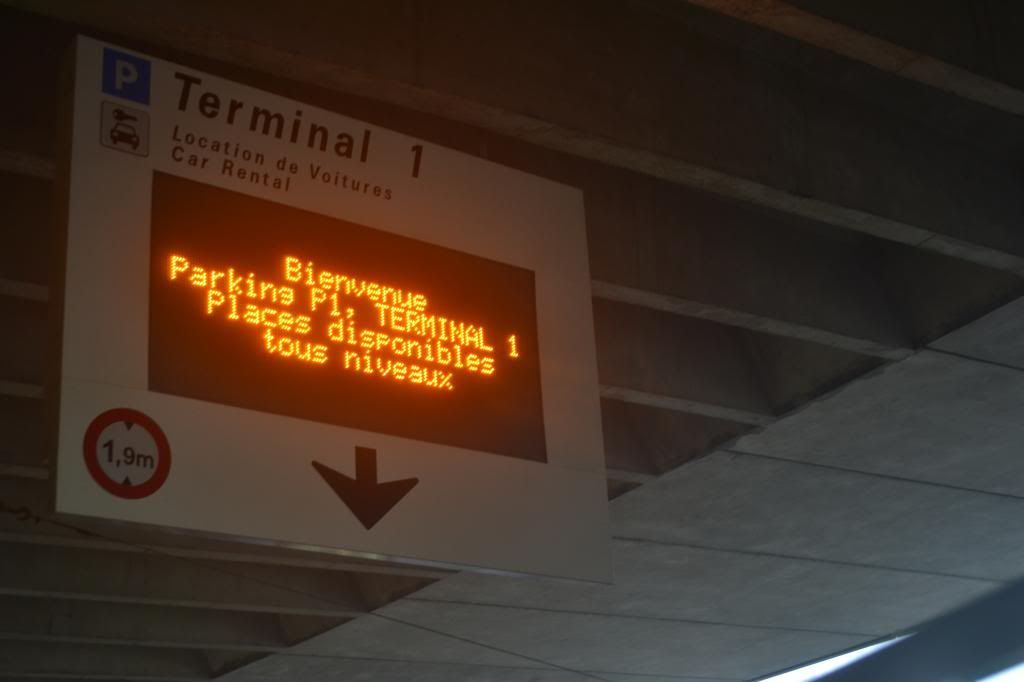 P
Terminal 1
Location de Voitures
Car Rental
Bienvenue
Parking P1, TERMINAL 1
Places disponibles
tous niveaux
1,9m